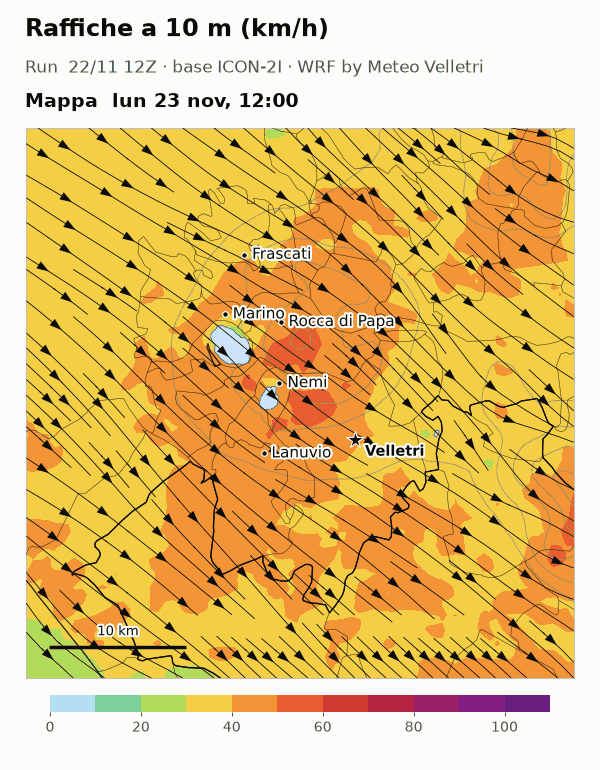 Raffiche a 10 m (km/h)
Run  22/11 12Z · base ICON-2I · WRF by Meteo Velletri
Mappa  lun 23 nov, 12:00
Frascati
Marino
Rocca di Papa
Nemi
Velletri
Lanuvio
10 km
0 20 40 60 80 100